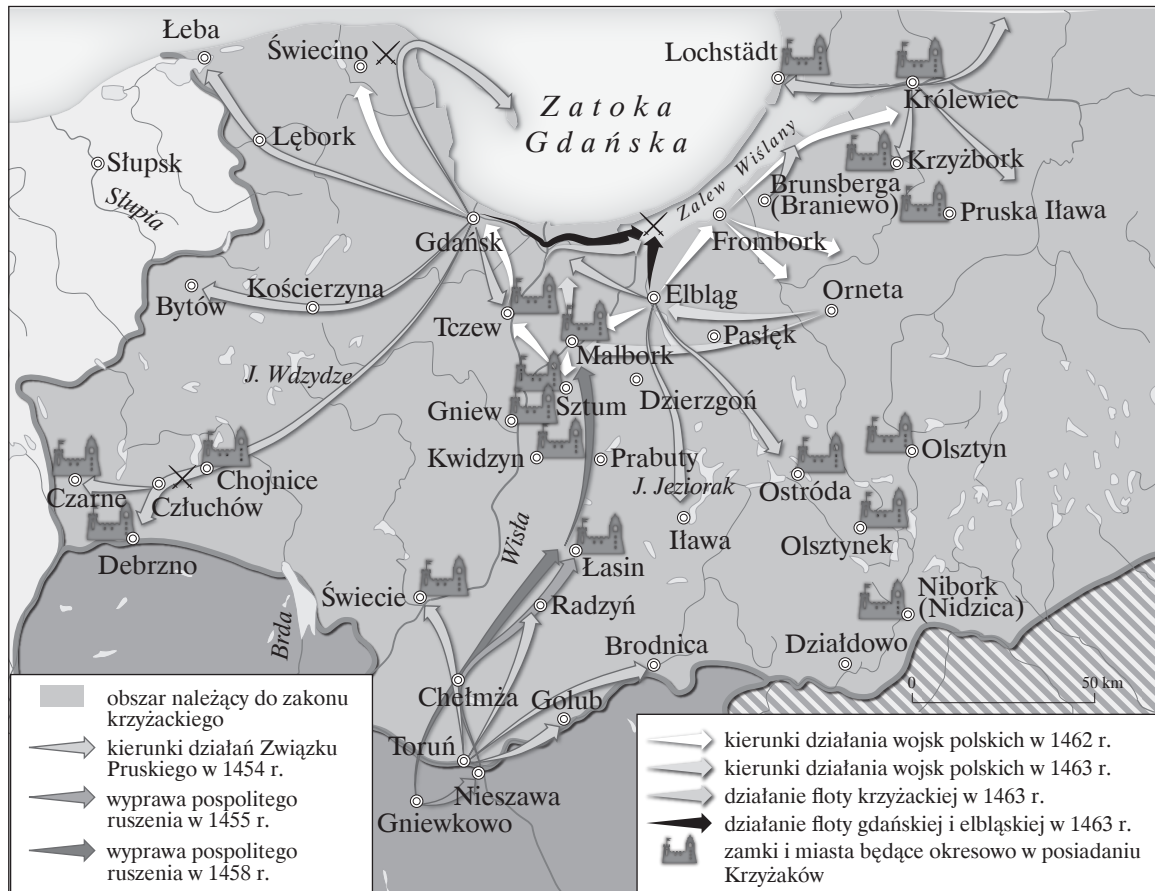 Łeba
Świecino
Lochstädt
Królewiec
Zatoka
Gdańska
Lębork
Słupsk
Słupia
Zalew Wiślany
Krzyżbork
Brunsberga
(Braniewo)
Pruska Iława
Gdańsk
Frombork
Bytów
Kościerzyna
Elbląg
Orneta
Tczew
Pasłęk
Malbork
J. Wdzydze
Gniew
Sztum
Dzierzgoń
Kwidzyn
Prabuty
Olsztyn
J. Jeziorak
Ostróda
Chojnice
Czarne
Człuchów
Debrzno
Wisła
Iława
Olsztynek
Łasin
Świecie
Radzyń
Nibork
(Nidzica)
Brda
Brodnica
Działdowo
Chełmża
Golub
0
50 km
Toruń
Nieszawa
Gniewkowo
obszar należący do zakonu
krzyżackiego
kierunki działań Związku
Pruskiego w 1454 r.
wyprawa pospolitego
ruszenia w 1455 r.
wyprawa pospolitego
ruszenia w 1458 r.
kierunki działania wojsk polskich w 1462 r.
kierunki działania wojsk polskich w 1463 r.
działanie floty krzyżackiej w 1463 r.
działanie floty gdańskiej i elbląskiej w 1463 r.
zamki i miasta będące okresowo w posiadaniu
Krzyżaków